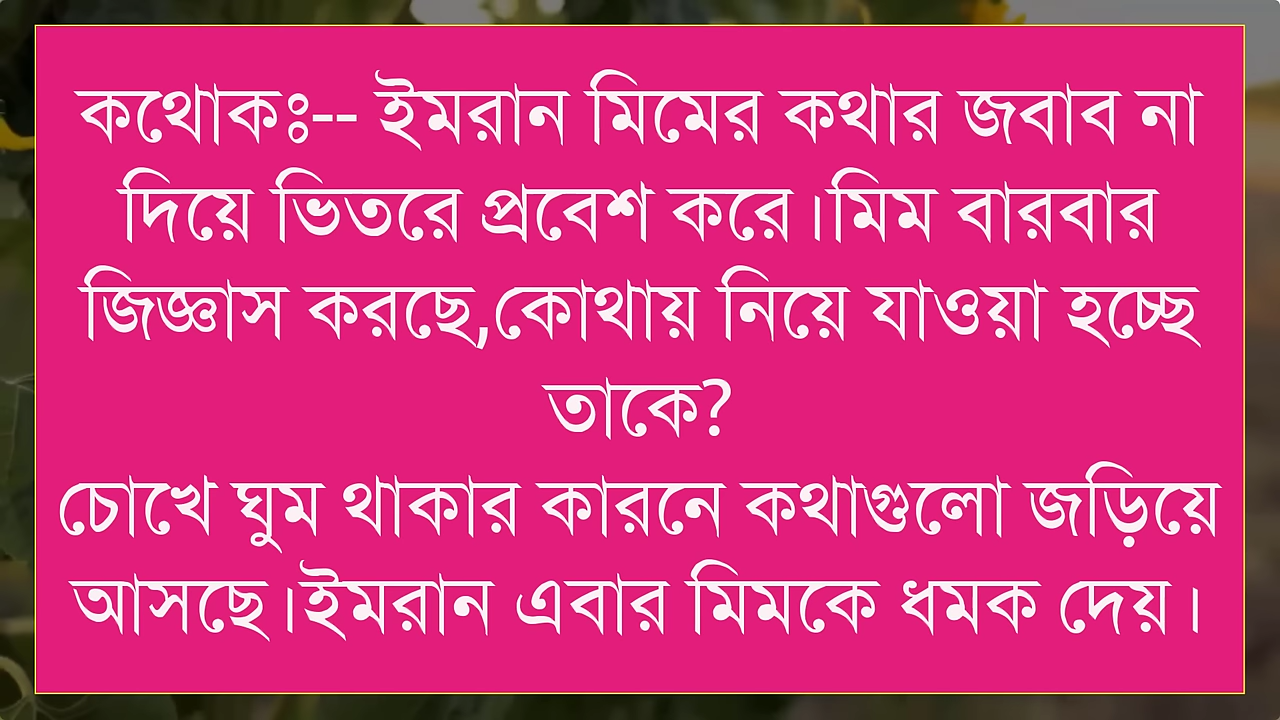 কথোকঃ-- ইমরান মিমের কথার জবাব না
দিয়ে ভিতরে প্রবেশ করে।মিম বারবার
জিজ্ঞাস করছে,কোথায় নিয়ে যাওয়া হচ্ছে
তাকে?
চোখে ঘুম থাকার কারনে কথাগুলো জড়িয়ে
আসছে।ইমরান এবার মিমকে ধমক দেয়।